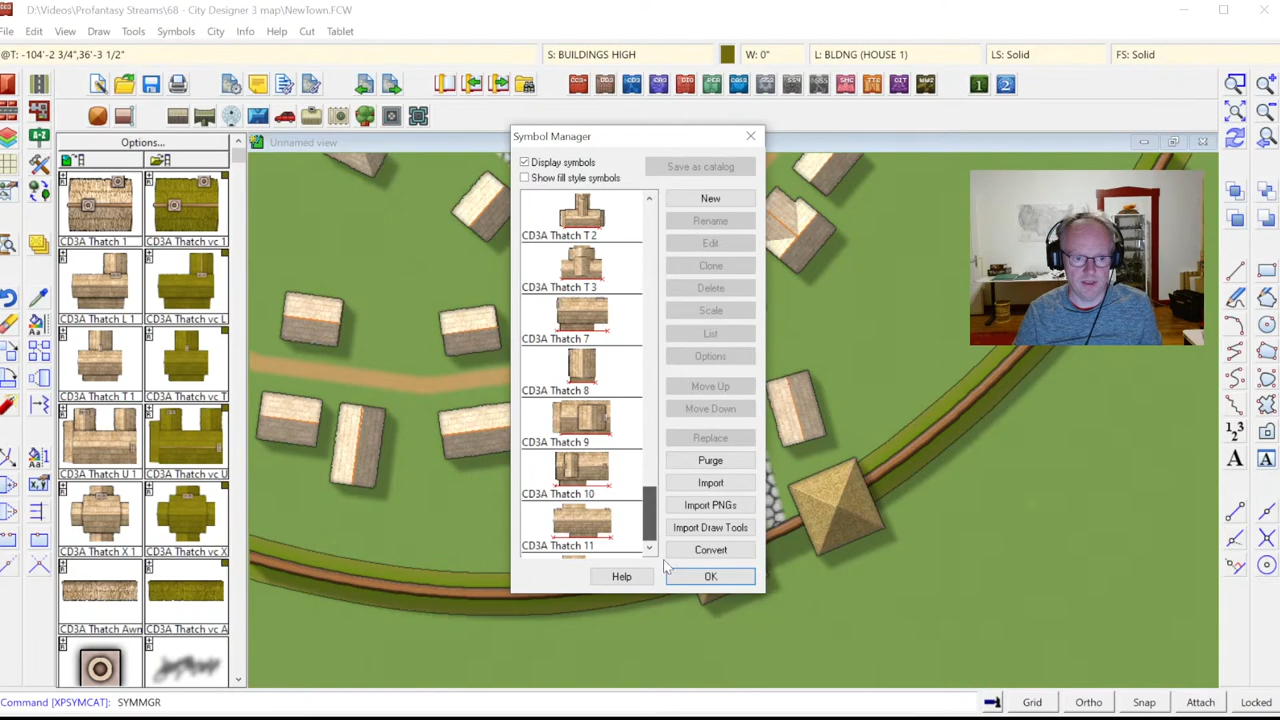 D:\Videos\Profantasy Streams\68 - City Designer 3 map\NewTown.FCW
File Edit View Draw Tools Symbols City Info Help Cut Tablet
@T: -104'-2 3/4",36'-3 1/2"
S: BUILDINGS HIGH
W: 0"
L: BLDNG (HOUSE 1)
LS: Solid
FS: Solid
Options...
CD3A Thatch 1
CD3A Thatch vc 1
CD3A Thatch L 1
CD3A Thatch vc L
CD3A Thatch T 1
CD3A Thatch vc T
CD3A Thatch U 1
CD3A Thatch vc U
CD3A Thatch X 1
CD3A Thatch vc X
CD3A Thatch Awn
CD3A Thatch vc A
Unnamed view
Symbol Manager
Display symbols
Show fill style symbols
CD3A Thatch T 2
CD3A Thatch T 3
CD3A Thatch 7
CD3A Thatch 8
CD3A Thatch 9
CD3A Thatch 10
CD3A Thatch 11
Save as catalog
New
Rename
Edit
Clone
Delete
Scale
List
Options
Move Up
Move Down
Replace
Purge
Import
Import PNGs
Import Draw Tools
Convert
Help
OK
Command [XPSYMCAT]: SYMMGR
Grid
Ortho
Snap
Attach
Locked